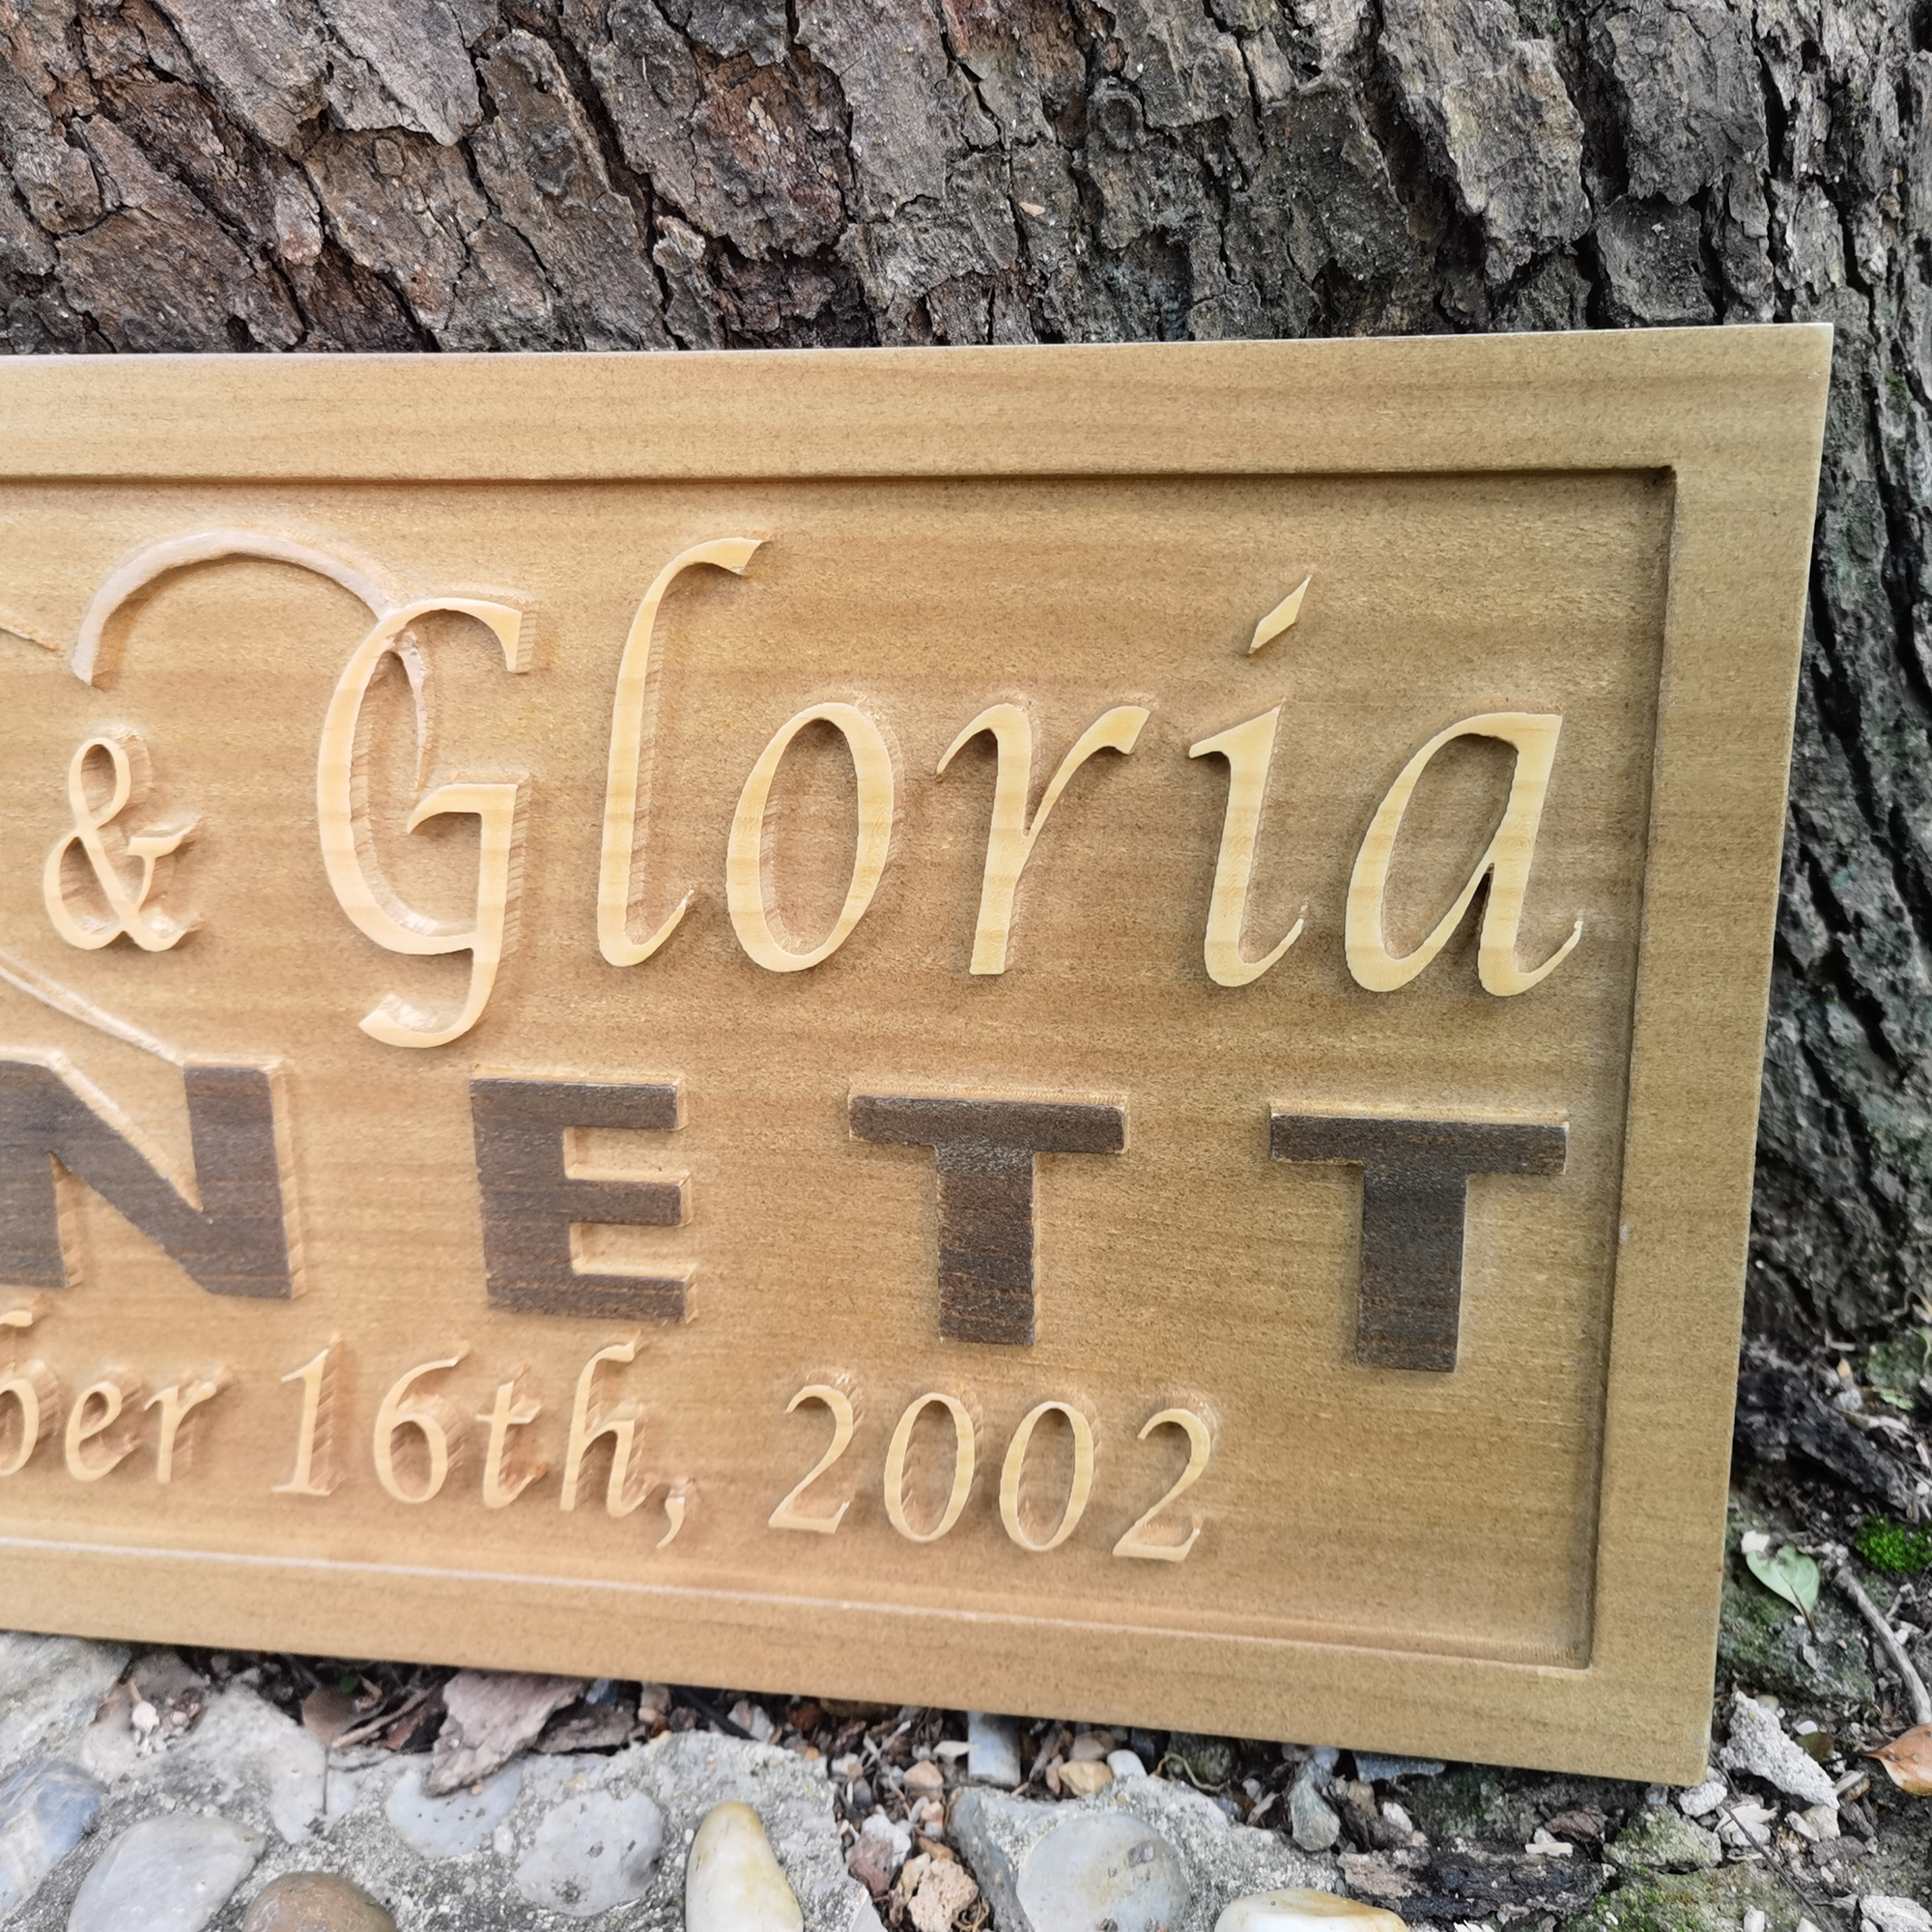 & Gloria
NETT
ber 16th, 2002